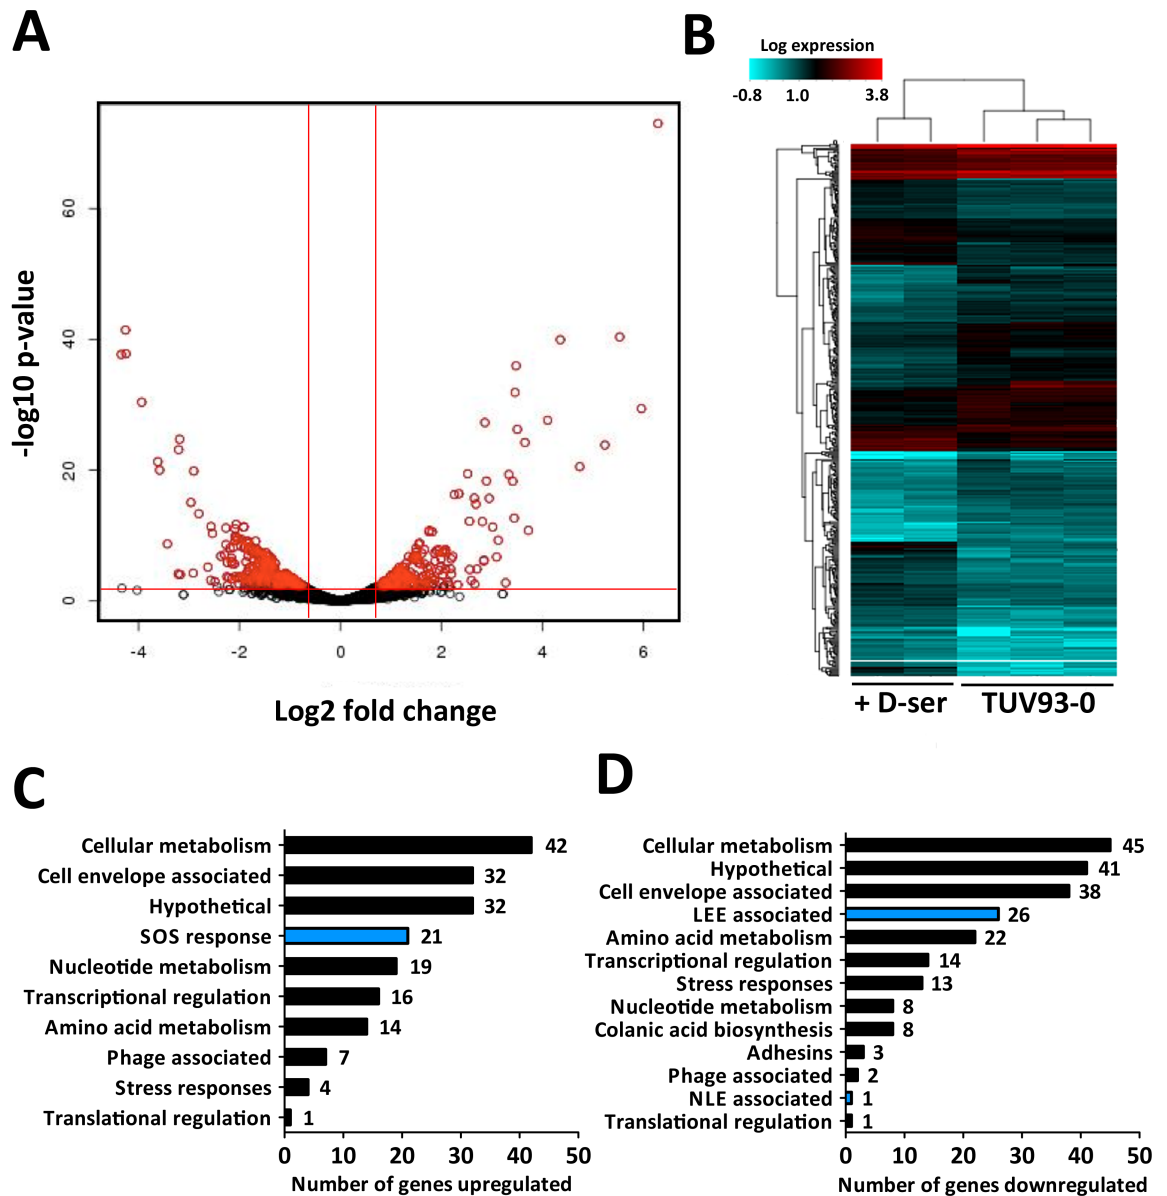 A
-log10 p-value
60
40
20
0
-4 -2 0 2 4 6
Log2 fold change
B
Log expression
-0.8 1.0 3.8
+ D-ser TUV93-0
C
Cellular metabolism 42
Cell envelope associated 32
Hypothetical 32
SOS response 21
Nucleotide metabolism 19
Transcriptional regulation 16
Amino acid metabolism 14
Phage associated 7
Stress responses 4
Translational regulation 1
0 10 20 30 40 50
Number of genes upregulated
D
Cellular metabolism 45
Hypothetical 41
Cell envelope associated 38
LEE associated 26
Amino acid metabolism 22
Transcriptional regulation 14
Stress responses 13
Nucleotide metabolism 8
Colanic acid biosynthesis 8
Adhesins 3
Phage associated 2
NLE associated 1
Translational regulation 1
0 10 20 30 40 50
Number of genes downregulated